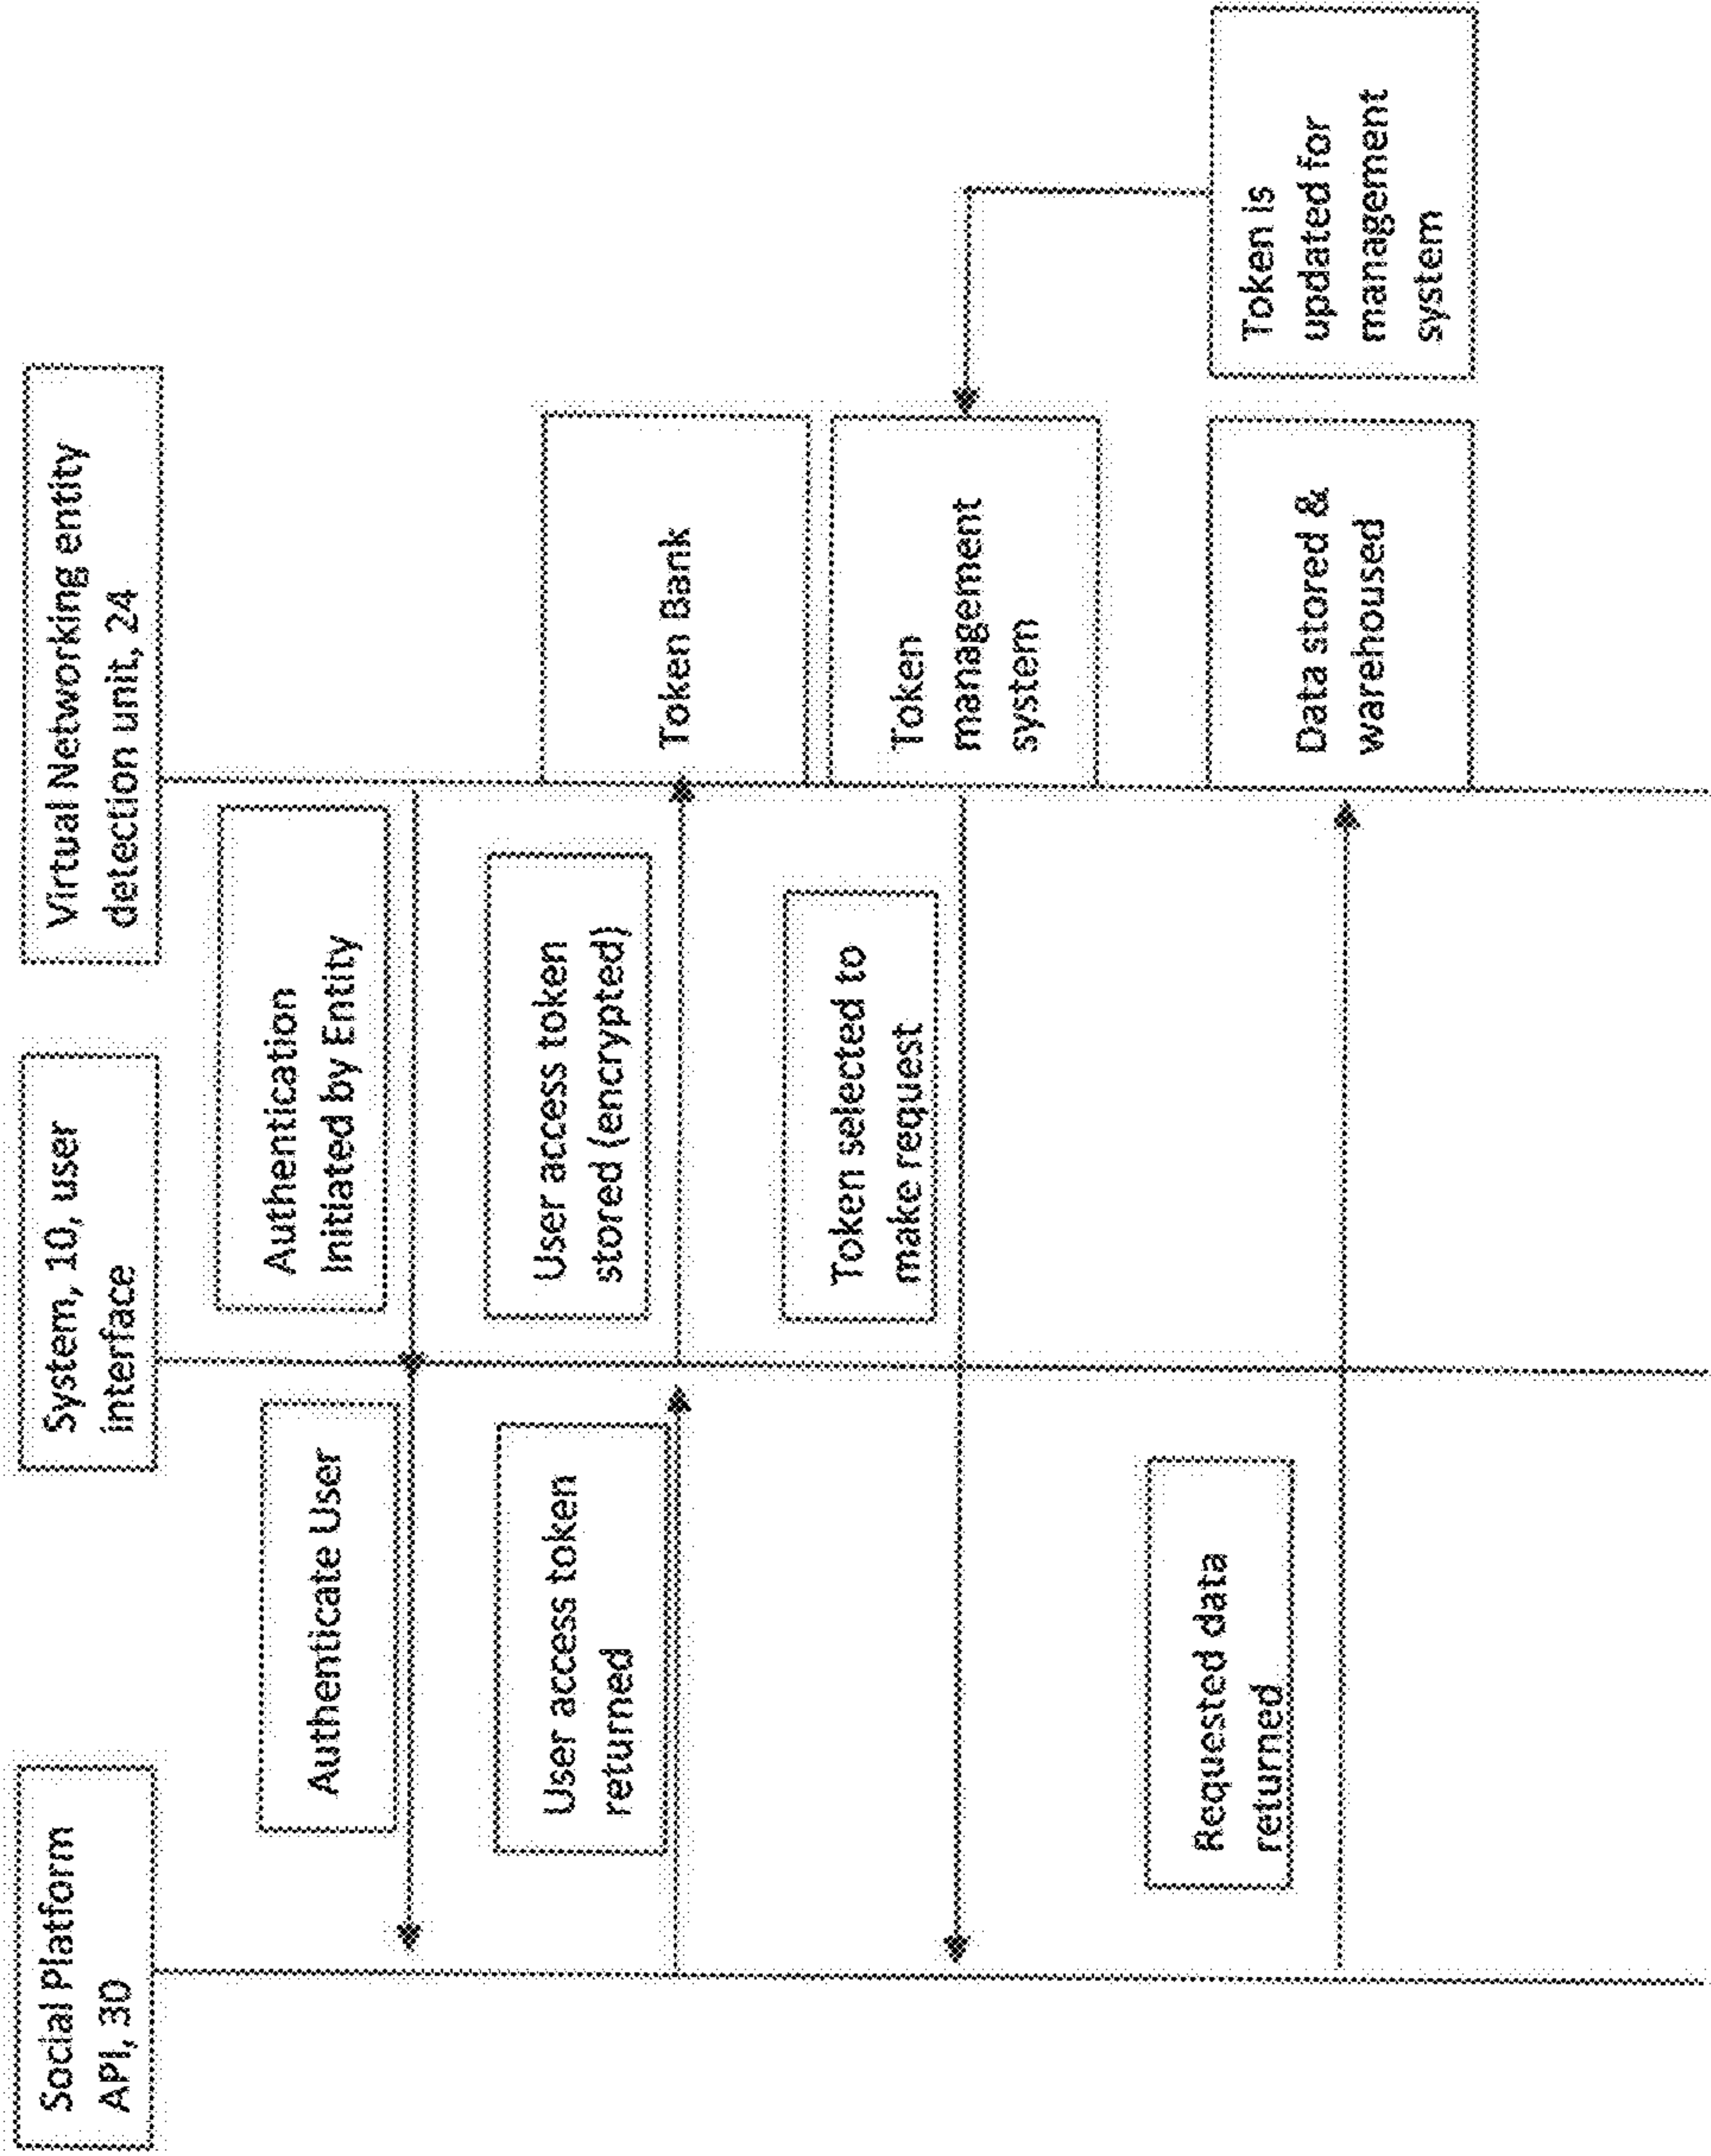 Social Platform
API, 30
System, 10, user
interface
Virtual Networking entity
detection unit, 24
Authenticate User
Authentication
Initiated by Entity
User access token
returned
User access token
stored (encrypted)
Token Bank
Token selected to
make request
Token
management
system
Requested data
returned
Data stored &
warehoused
Token is
updated for
management
system